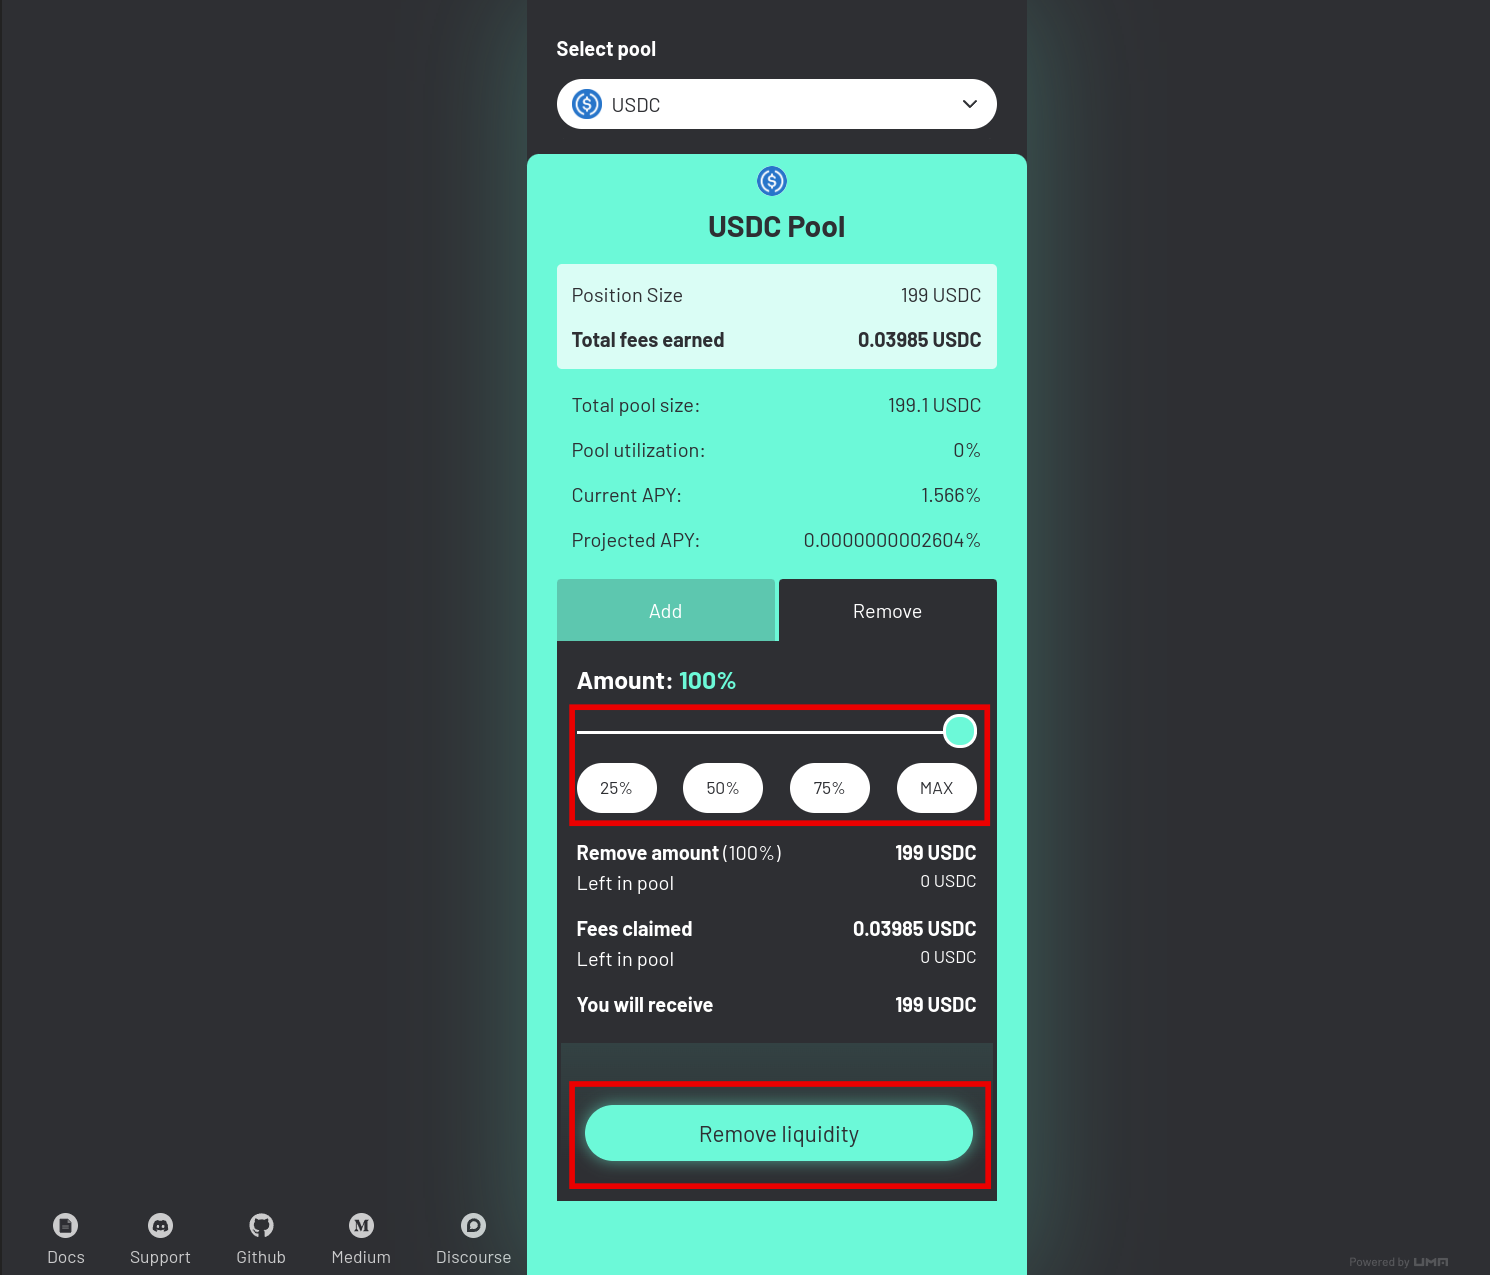 Select pool
USDC
USDC Pool
Position Size 199 USDC
Total fees earned 0.03985 USDC
Total pool size: 199.1 USDC
Pool utilization: 0%
Current APY: 1.566%
Projected APY: 0.0000000002604%
Add Remove
Amount: 100%
25% 50% 75% MAX
Remove amount (100%) 199 USDC
Left in pool 0 USDC
Fees claimed 0.03985 USDC
Left in pool 0 USDC
You will receive 199 USDC
Remove liquidity
Docs Support Github Medium Discourse
Powered by UMA